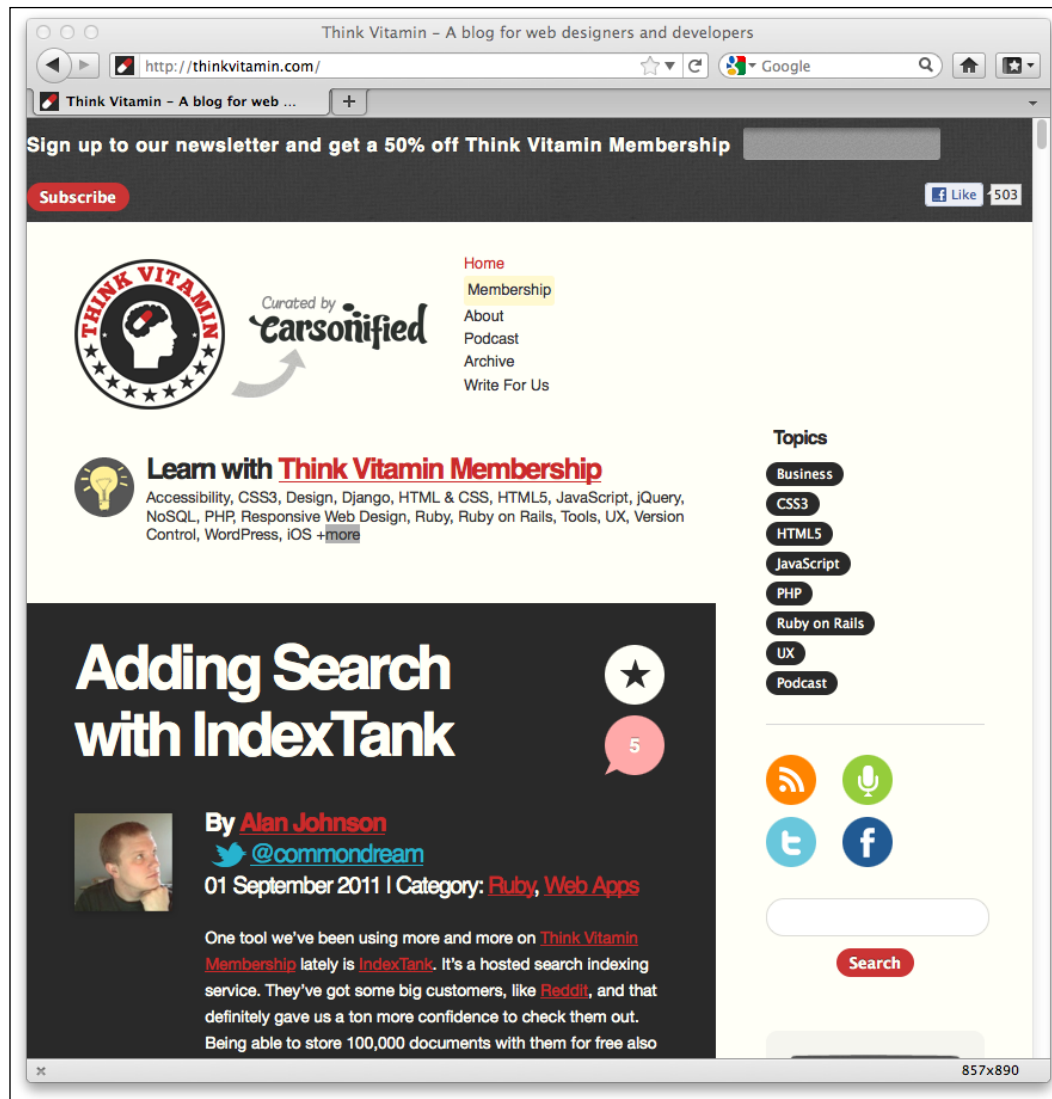 Think Vitamin – A blog for web designers and developers
http://thinkvitamin.com/
Google
Think Vitamin – A blog for web ...
Sign up to our newsletter and get a 50% off Think Vitamin Membership
Subscribe
Like 503
THINK VITAMIN
Curated by
carsonified
Home
Membership
About
Podcast
Archive
Write For Us
Learn with Think Vitamin Membership
Accessibility, CSS3, Design, Django, HTML & CSS, HTML5, JavaScript, jQuery,
NoSQL, PHP, Responsive Web Design, Ruby, Ruby on Rails, Tools, UX, Version
Control, WordPress, iOS +more
Topics
Business
CSS3
HTML5
JavaScript
PHP
Ruby on Rails
UX
Podcast
Search
Adding Search
with IndexTank
5
By Alan Johnson
@commondream
01 September 2011 | Category: Ruby, Web Apps
One tool we've been using more and more on Think Vitamin
Membership lately is IndexTank. It's a hosted search indexing
service. They've got some big customers, like Reddit, and that
definitely gave us a ton more confidence to check them out.
Being able to store 100,000 documents with them for free also
857x890